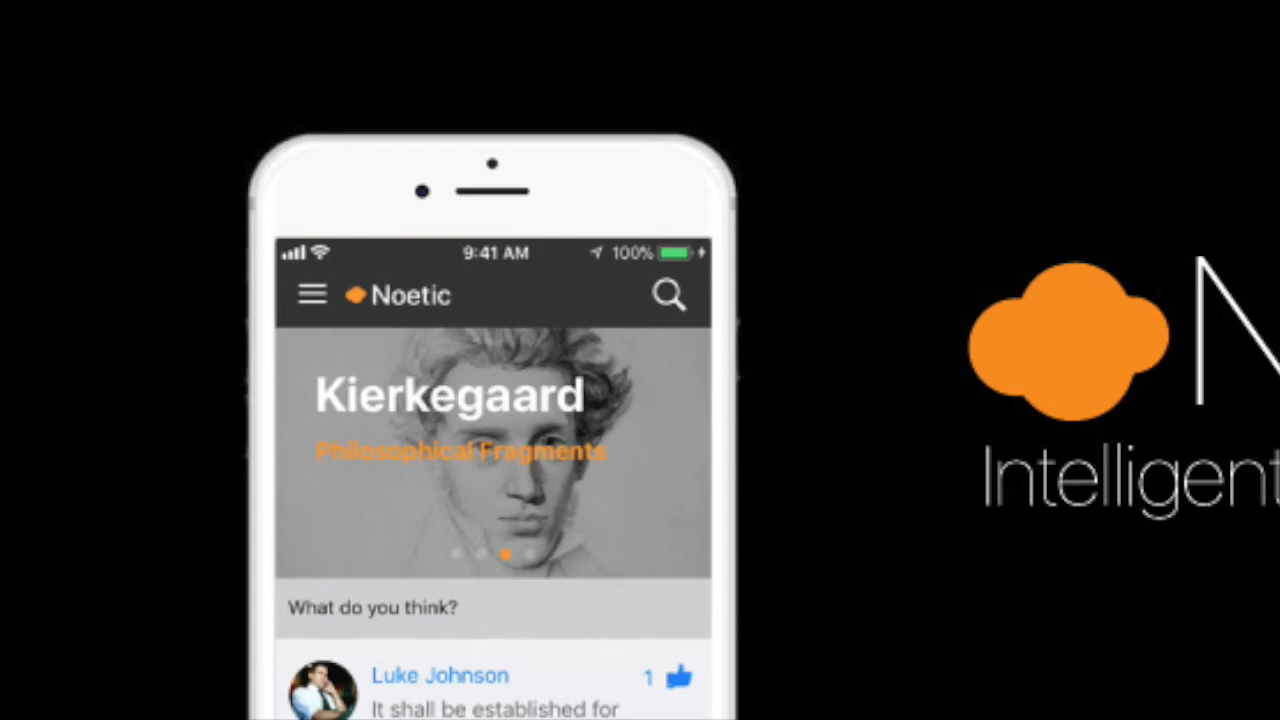 9:41 AM 100%
Noetic
Kierkegaard
Philosophical Fragments
What do you think?
Luke Johnson 1
It shall be established for
N
Intelligent